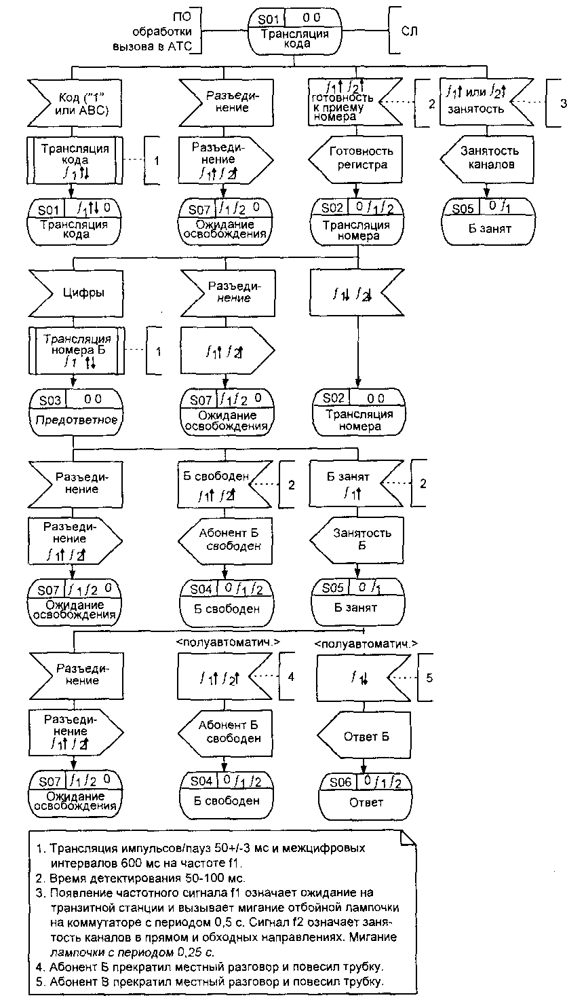 ПО
обработки
вызова в АТС
S01 0 0
Трансляция
кода
СЛ
Код ("1"
или АВС)
Разъеди-
нение
f1↑ f2↑
готовность
к приему
номера
2
f1↑ или f2↑
занятость
3
Трансляция
кода
f1↑↓
1
Разъеди-
нение
f1↑ f2↑
Готовность
регистра
Занятость
каналов
S01 f1↑↓ 0
Трансляция
кода
S07 f1 f2 0
Ожидание
освобождения
S02 0 f1 f2
Трансляция
номера
S05 0 f1
Б занят
Цифры
Разъеди-
нение
f1↓ f2↓
Трансляция
номера Б
f1 ↑↓
1
f1↑ f2↑
S03 0 0
Предответное
S07 f1 f2 0
Ожидание
освобождения
S02 0 0
Трансляция
номера
Разъеди-
нение
Б свободен
f1↑ f2↑
2
Б занят
f1↑
2
Разъеди-
нение
f1↑ f2↑
Абонент Б
свободен
Занятость
Б
S07 f1 f2 0
Ожидание
освобождения
S04 0 f1 f2
Б свободен
S05 0 f1
Б занят
<полуавтоматич.>
<полуавтоматич.>
Разъеди-
нение
f1↑ f2↑
4
f1↓
5
Разъеди-
нение
f1↑ f2↑
Абонент Б
свободен
Ответ Б
S07 f1 f2 0
Ожидание
освобождения
S04 0 f1 f2
Б свободен
S06 0 f1 f2
Ответ
1. Трансляция импульсов/пауз 50+/-3 мс и межцифровых
интервалов 600 мс на частоте f1.
2. Время детектирования 50-100 мс.
3. Появление частотного сигнала f1 означает ожидание на
транзитной станции и вызывает мигание отбойной лампочки
на коммутаторе с периодом 0,5 с. Сигнал f2 означает заня-
тость каналов в прямом и обходных направлениях. Мигание
лампочки с периодом 0,25 с.
4. Абонент Б прекратил местный разговор и повесил трубку.
5. Абонент В прекратил местный разговор и повесил трубку.